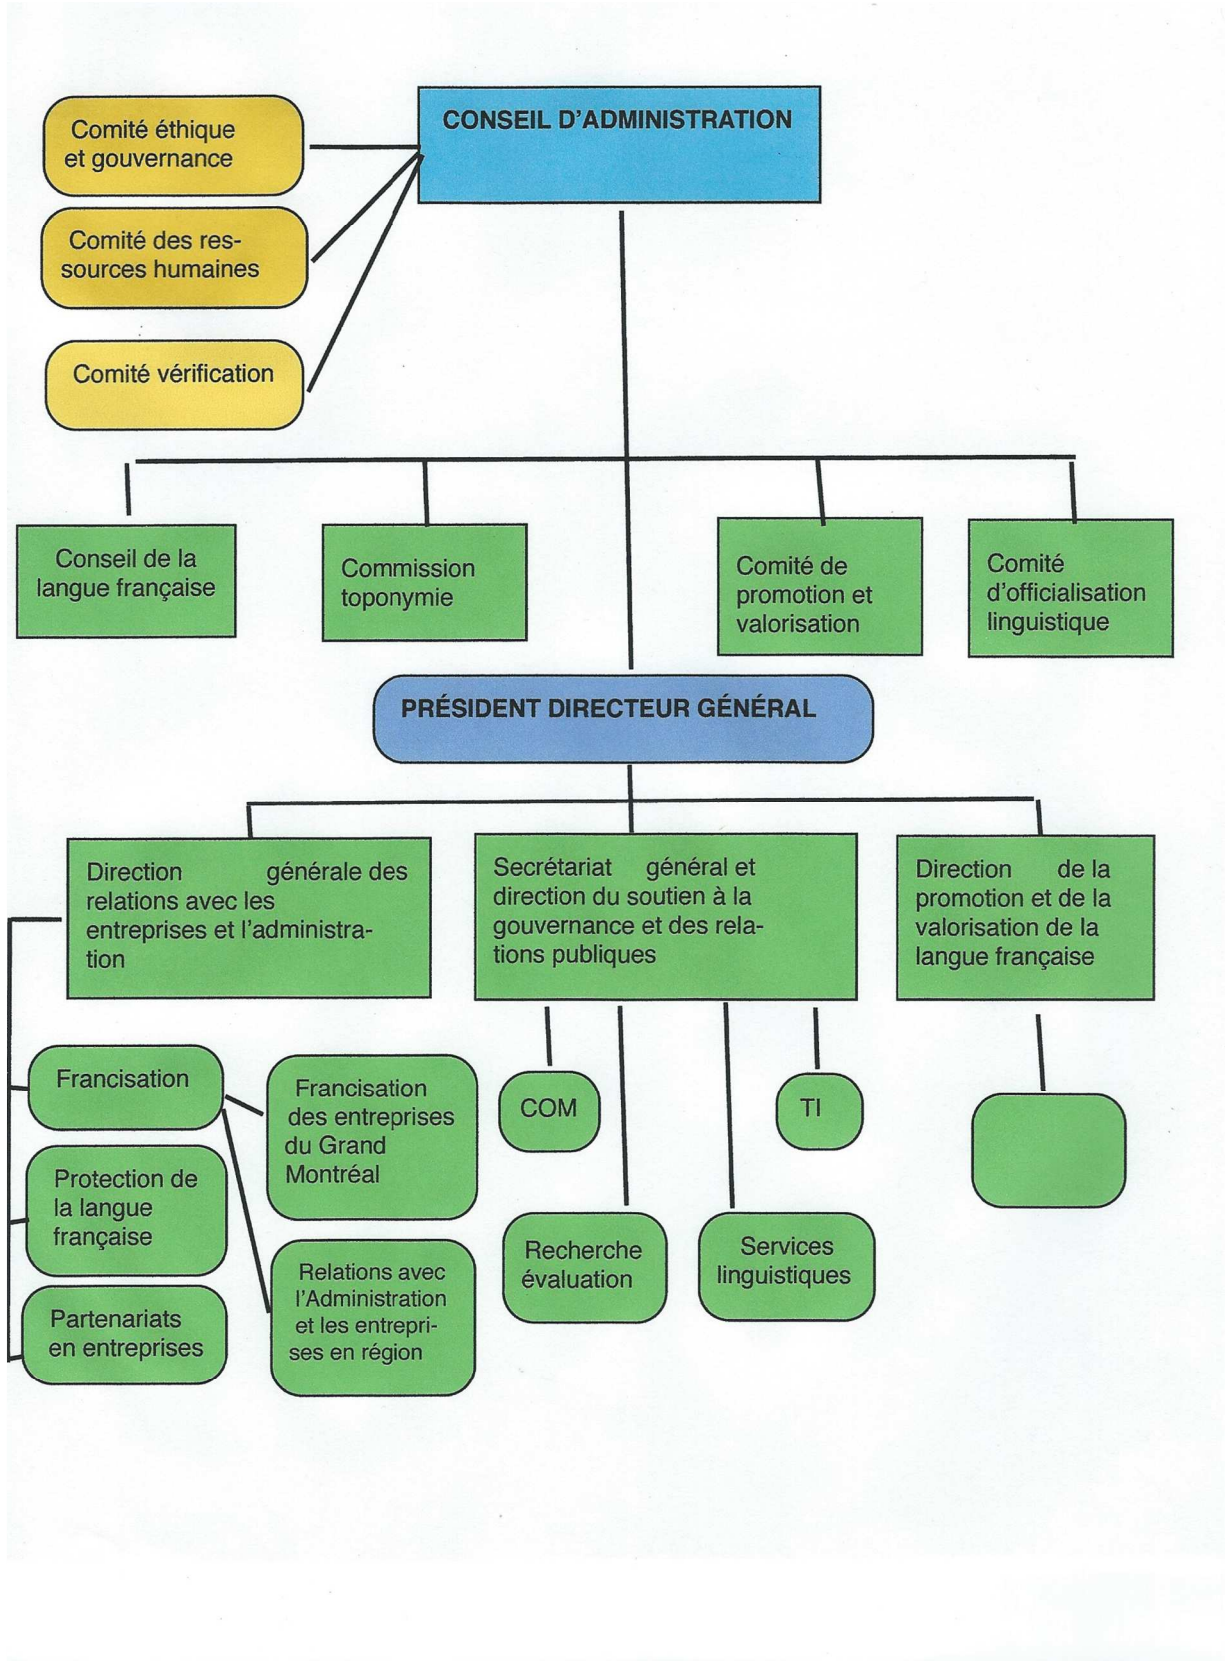 CONSEIL D'ADMINISTRATION
Comité éthique
et gouvernance
Comité des res-
sources humaines
Comité vérification
Conseil de la
langue française
Commission
toponymie
Comité de
promotion et
valorisation
Comité
d'officialisation
linguistique
PRÉSIDENT DIRECTEUR GÉNÉRAL
Direction générale des
relations avec les
entreprises et l'administra-
tion
Secrétariat général et
direction du soutien à la
gouvernance et des rela-
tions publiques
Direction de la
promotion et de la
valorisation de la
langue française
Francisation
Francisation
des entreprises
du Grand
Montréal
Protection de
la langue
française
Relations avec
l'Administration
et les entrepri-
ses en région
Partenariats
en entreprises
COM
TI
Recherche
évaluation
Services
linguistiques